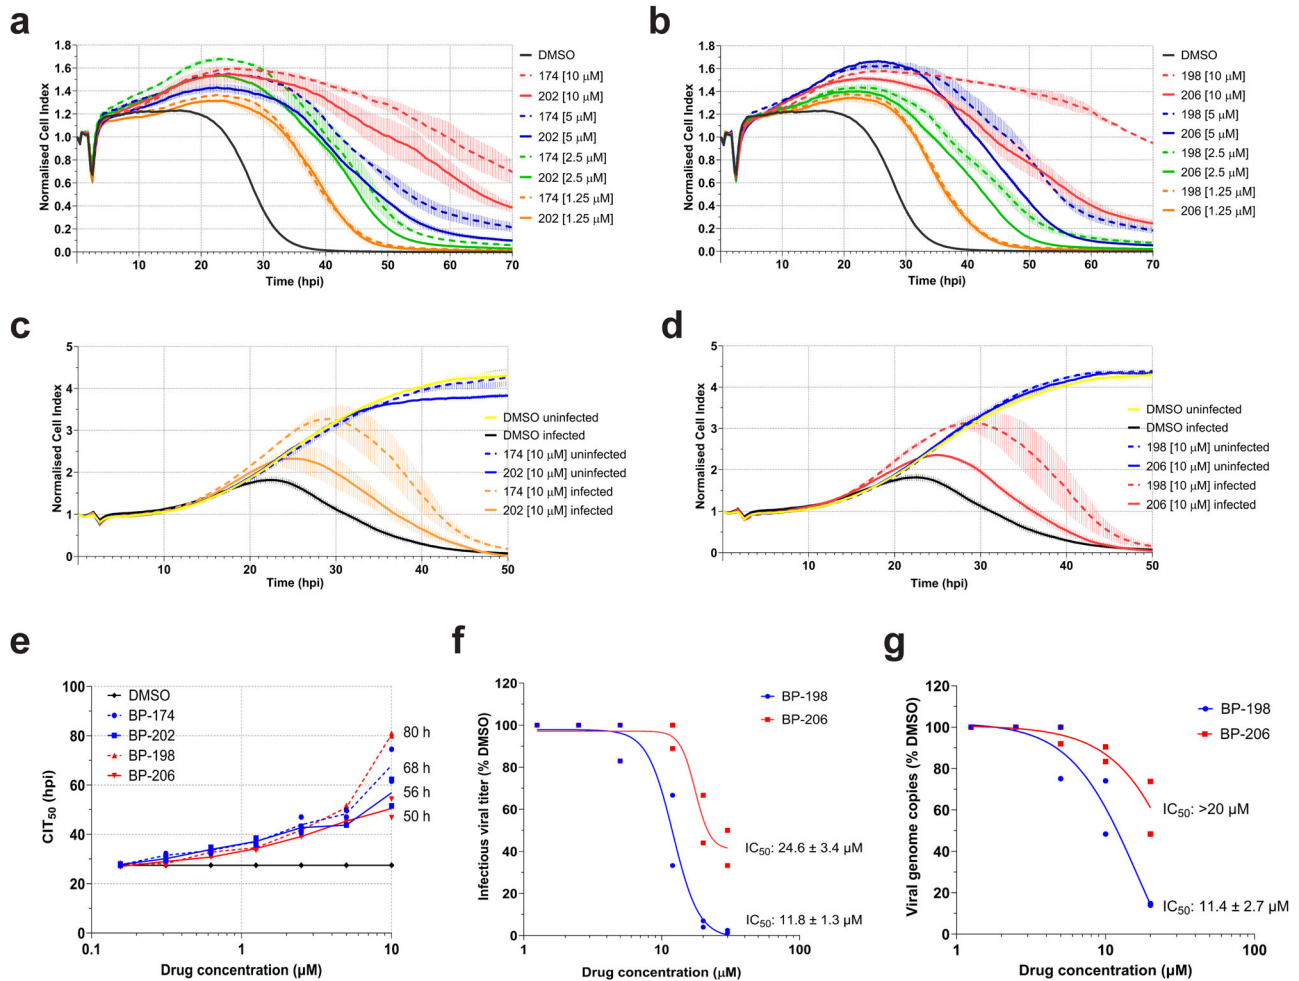 a
Normalised Cell Index
1.8
1.6
1.4
1.2
1.0
0.8
0.6
0.4
0.2
0.0
10 20 30 40 50 60 70
Time (hpi)
DMSO
174 [10 µM]
202 [10 µM]
174 [5 µM]
202 [5 µM]
174 [2.5 µM]
202 [2.5 µM]
174 [1.25 µM]
202 [1.25 µM]
b
Normalised Cell Index
1.8
1.6
1.4
1.2
1.0
0.8
0.6
0.4
0.2
0.0
10 20 30 40 50 60 70
Time (hpi)
DMSO
198 [10 µM]
206 [10 µM]
198 [5 µM]
206 [5 µM]
198 [2.5 µM]
206 [2.5 µM]
198 [1.25 µM]
206 [1.25 µM]
c
Normalised Cell Index
5
4
3
2
1
0
10 20 30 40 50
Time (hpi)
DMSO uninfected
DMSO infected
174 [10 µM] uninfected
202 [10 µM] uninfected
174 [10 µM] infected
202 [10 µM] infected
d
Normalised Cell Index
5
4
3
2
1
0
10 20 30 40 50
Time (hpi)
DMSO uninfected
DMSO infected
198 [10 µM] uninfected
206 [10 µM] uninfected
198 [10 µM] infected
206 [10 µM] infected
e
CIT50 (hpi)
100
80
60
40
20
0
0.1 1 10
Drug concentration (µM)
DMSO
BP-174
BP-202
BP-198
BP-206
80 h
68 h
56 h
50 h
f
Infectious viral titer (% DMSO)
120
100
80
60
40
20
0
1 10 100
Drug concentration (µM)
BP-198
BP-206
IC50: 24.6 ± 3.4 µM
IC50: 11.8 ± 1.3 µM
g
Viral genome copies (% DMSO)
120
100
80
60
40
20
0
1 10 100
Drug concentration (µM)
BP-198
BP-206
IC50: >20 µM
IC50: 11.4 ± 2.7 µM